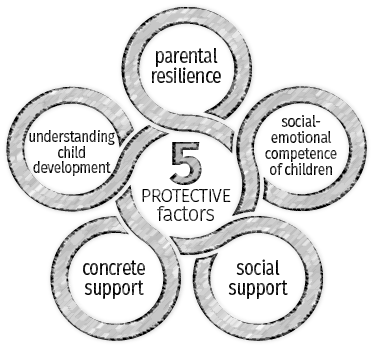 parental
resilience
social-
emotional
competence
of children
social
support
concrete
support
understanding
child
development
5
PROTECTIVE
factors